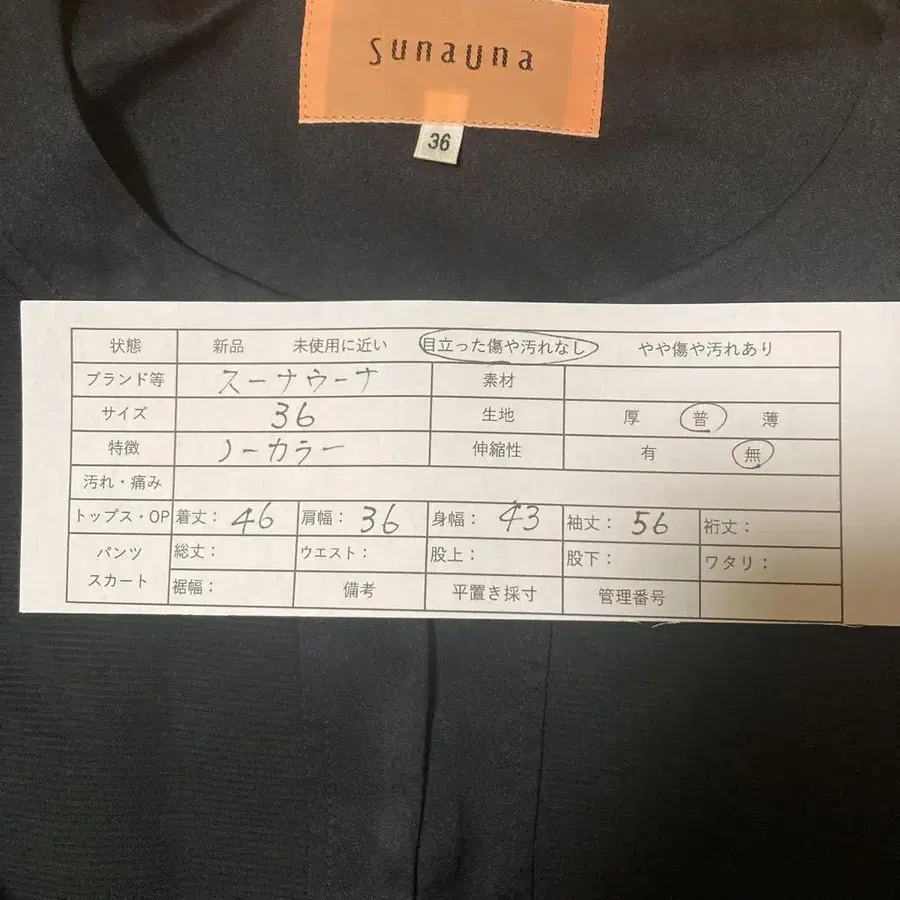 sunauna
36
状態 新品 未使用に近い 目立った傷や汚れなし やや傷や汚れあり
ブランド等 スーナウーナ 素材
サイズ 36 生地 厚 普 薄
特徴 ノーカラー 伸縮性 有 無
汚れ・痛み
トップス・OP 着丈: 46 肩幅: 36 身幅: 43 袖丈: 56 裄丈:
パンツ 総丈: ウエスト: 股上: 股下: ワタリ:
スカート 裾幅: 備考 平置き採寸 管理番号